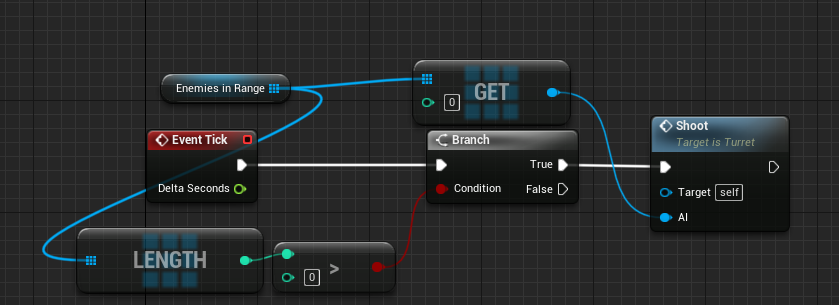 Enemies in Range
0
GET
Event Tick
Delta Seconds
Branch
True
Condition
False
Shoot
Target is Turret
Target self
AI
LENGTH
0 >